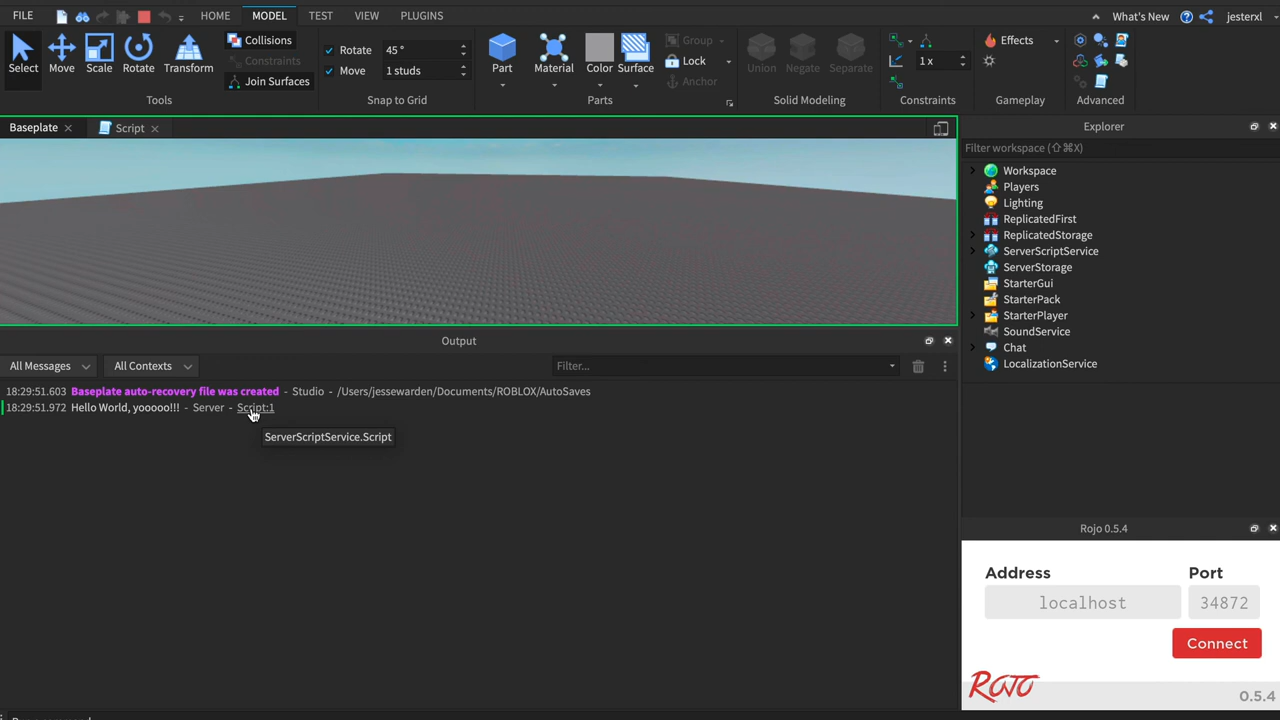 FILE HOME MODEL TEST VIEW PLUGINS What's New jesterxl
Select Move Scale Rotate Transform
Collisions
Constraints
Join Surfaces
Tools
Rotate 45 °
Move 1 studs
Snap to Grid
Part Material Color Surface
Group
Lock
Anchor
Parts
Union Negate Separate
Solid Modeling
1 x
Constraints
Effects
Gameplay
Advanced
Baseplate Script
Output
All Messages All Contexts Filter...
18:29:51.603 Baseplate auto-recovery file was created - Studio - /Users/jessewarden/Documents/ROBLOX/AutoSaves
18:29:51.972 Hello World, yooooo!!! - Server - Script:1
ServerScriptService.Script
Explorer
Filter workspace (⇧⌘X)
Workspace
Players
Lighting
ReplicatedFirst
ReplicatedStorage
ServerScriptService
ServerStorage
StarterGui
StarterPack
StarterPlayer
SoundService
Chat
LocalizationService
Rojo 0.5.4
Address Port
localhost 34872
Connect
ROJO 0.5.4